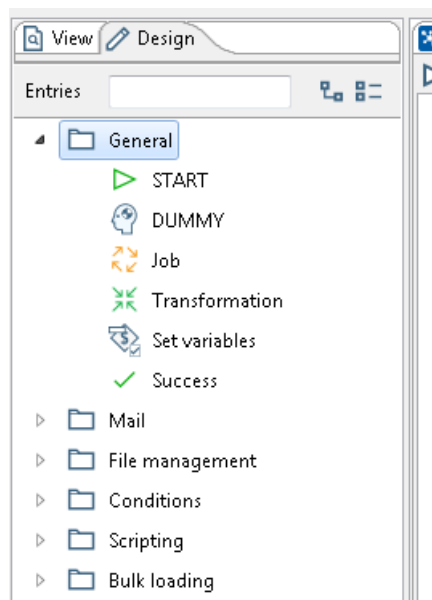 View Design
Entries
General
START
DUMMY
Job
Transformation
Set variables
Success
Mail
File management
Conditions
Scripting
Bulk loading